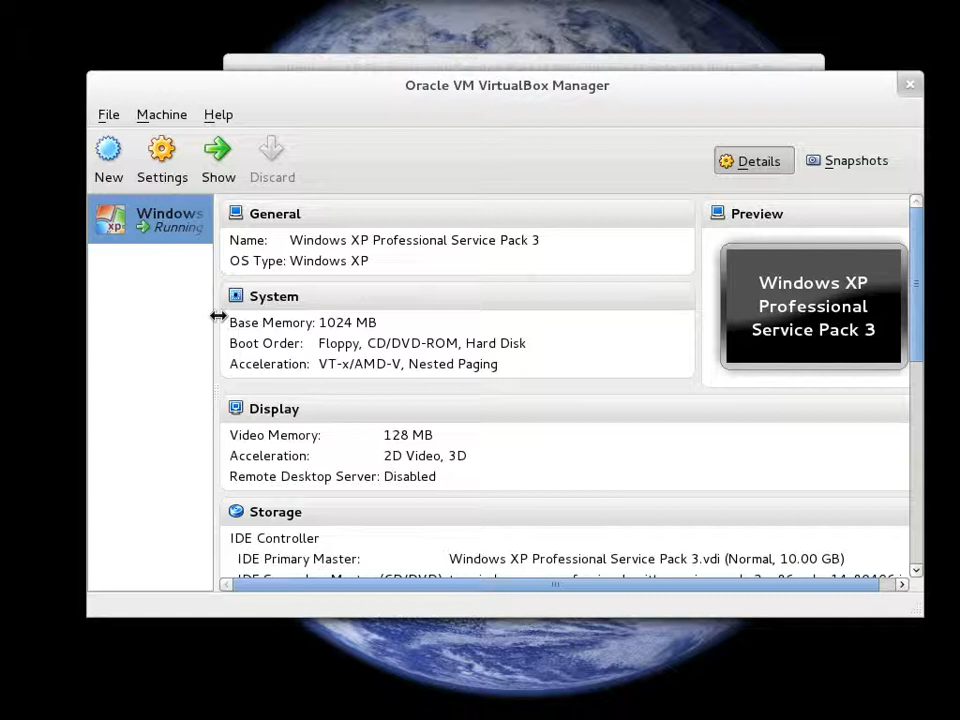 Oracle VM VirtualBox Manager
File Machine Help
New Settings Show Discard
Details Snapshots
Windows
Running
xp
General
Name: Windows XP Professional Service Pack 3
OS Type: Windows XP
System
Base Memory: 1024 MB
Boot Order: Floppy, CD/DVD-ROM, Hard Disk
Acceleration: VT-x/AMD-V, Nested Paging
Preview
Windows XP
Professional
Service Pack 3
Display
Video Memory: 128 MB
Acceleration: 2D Video, 3D
Remote Desktop Server: Disabled
Storage
IDE Controller
IDE Primary Master: Windows XP Professional Service Pack 3.vdi (Normal, 10.00 GB)